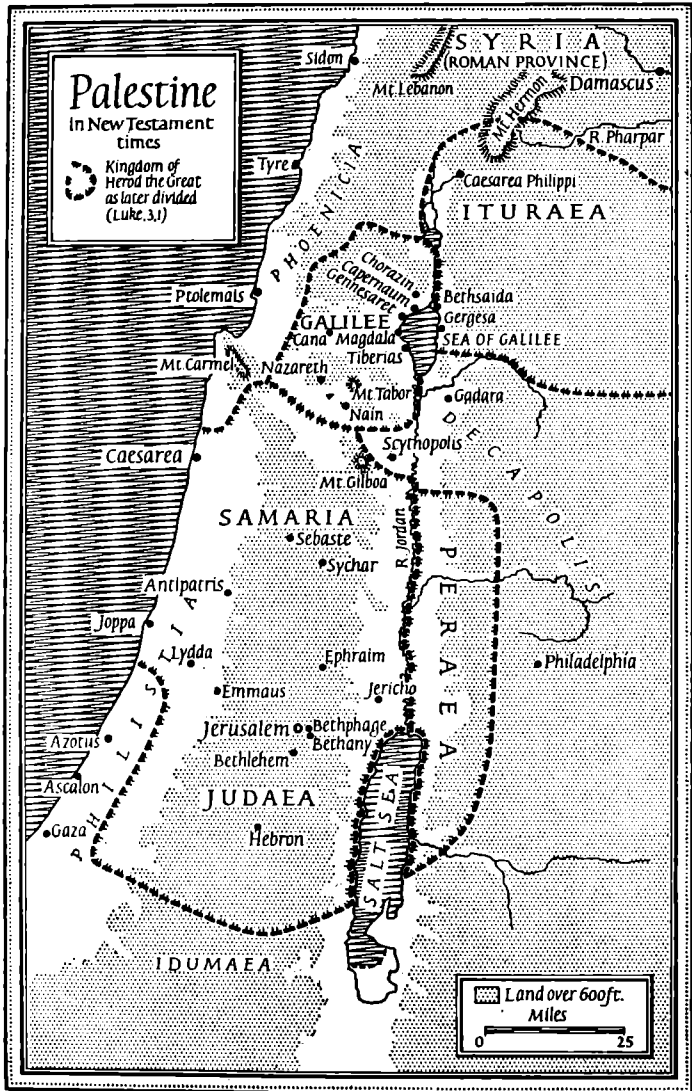 Palestine
in New Testament
times
Kingdom of
Herod the Great
as later divided
(Luke,3,1)
SYRIA
(ROMAN PROVINCE)
Sidon
Mt. Lebanon
Mt. Hermon
Damascus
R. Pharpar
Tyre
PHOENICIA
Caesarea Philippi
ITURAEA
Chorazin
Capernaum
Gennesaret
Ptolemais
Bethsaida
Gergesa
GALILEE
SEA OF GALILEE
Cana
Magdala
Tiberias
Mt. Carmel
Nazareth
Mt. Tabor
Nain
Gadara
DECAPOLIS
Caesarea
Scythopolis
Mt. Gilboa
SAMARIA
Sebaste
R. Jordan
Sychar
PERAEA
Antipatris
Joppa
PHILISTIA
Lydda
Ephraim
Philadelphia
Emmaus
Jericho
Jerusalem
Bethphage
Bethany
Azotus
Bethlehem
Ascalon
JUDAEA
SALT SEA
Gaza
Hebron
IDUMAEA
Land over 600ft.
Miles
0 25